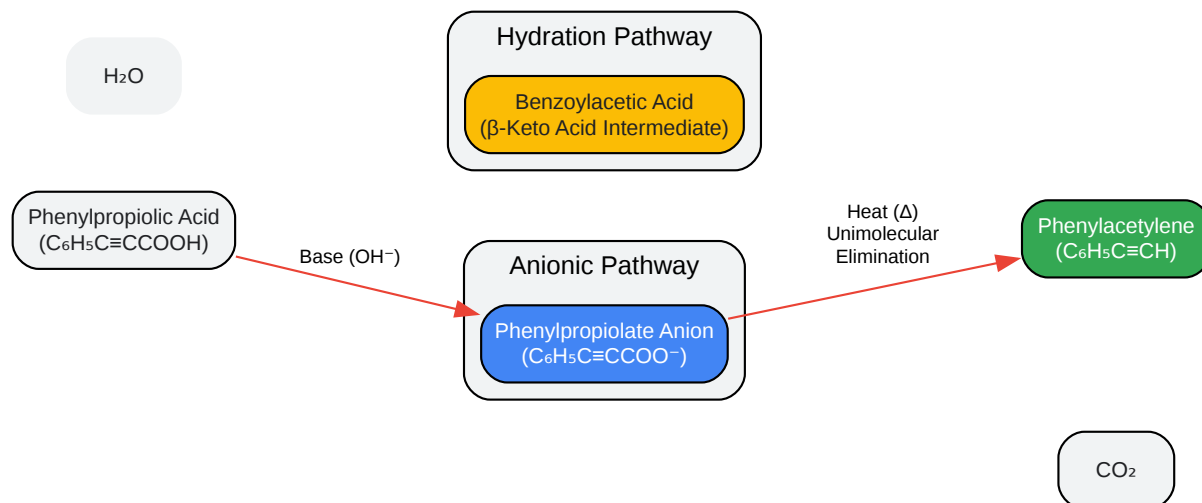 H₂O
Hydration Pathway
Benzoylacetic Acid
(β-Keto Acid Intermediate)
Phenylpropiolic Acid
(C₆H₅C≡CCOOH)
Base (OH⁻)
Anionic Pathway
Phenylpropiolate Anion
(C₆H₅C≡CCOO⁻)
Heat (Δ)
Unimolecular
Elimination
Phenylacetylene
(C₆H₅C≡CH)
CO₂